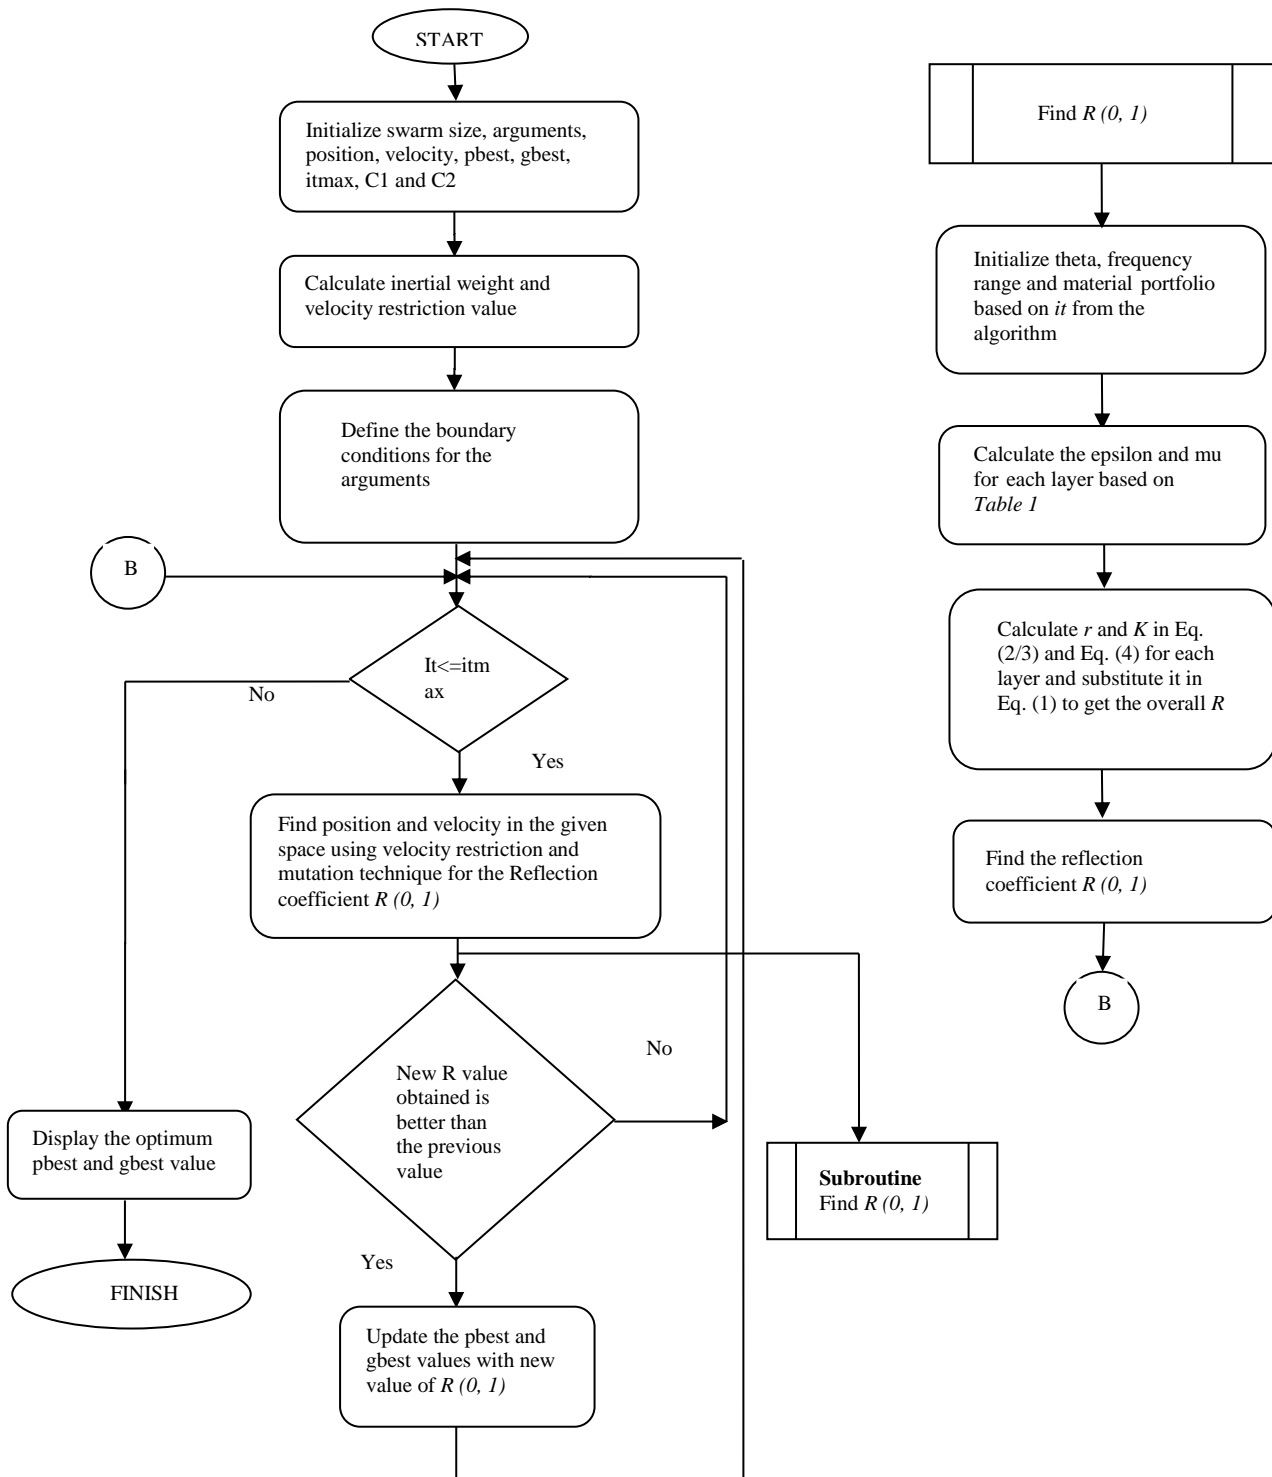 START
Initialize swarm size, arguments,
position, velocity, pbest, gbest,
itmax, C1 and C2
Calculate inertial weight and
velocity restriction value
Define the boundary
conditions for the
arguments
B
It<=itm
ax
No
Yes
Find position and velocity in the given
space using velocity restriction and
mutation technique for the Reflection
coefficient R (0, 1)
New R value
obtained is
better than
the previous
value
No
Yes
Display the optimum
pbest and gbest value
FINISH
Update the pbest and
gbest values with new
value of R (0, 1)
Subroutine
Find R (0, 1)
Find R (0, 1)
Initialize theta, frequency
range and material portfolio
based on it from the
algorithm
Calculate the epsilon and mu
for each layer based on
Table 1
Calculate r and K in Eq.
(2/3) and Eq. (4) for each
layer and substitute it in
Eq. (1) to get the overall R
Find the reflection
coefficient R (0, 1)
B